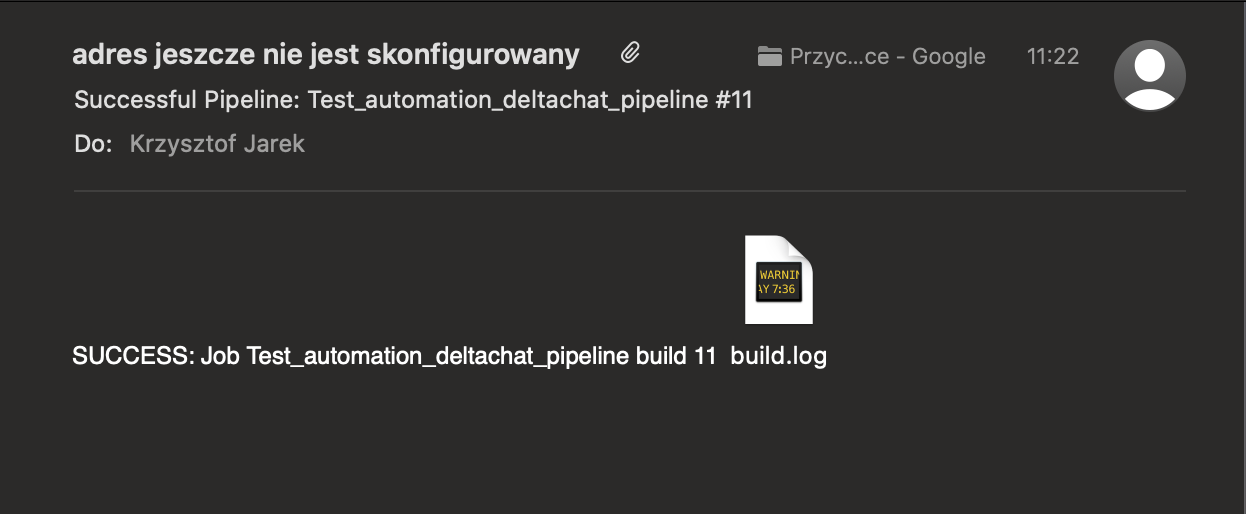 adres jeszcze nie jest skonfigurowany
Przyc...ce - Google
11:22
Successful Pipeline: Test_automation_deltachat_pipeline #11
Do: Krzysztof Jarek
WARNIN
AY 7:36
SUCCESS: Job Test_automation_deltachat_pipeline build 11 build.log